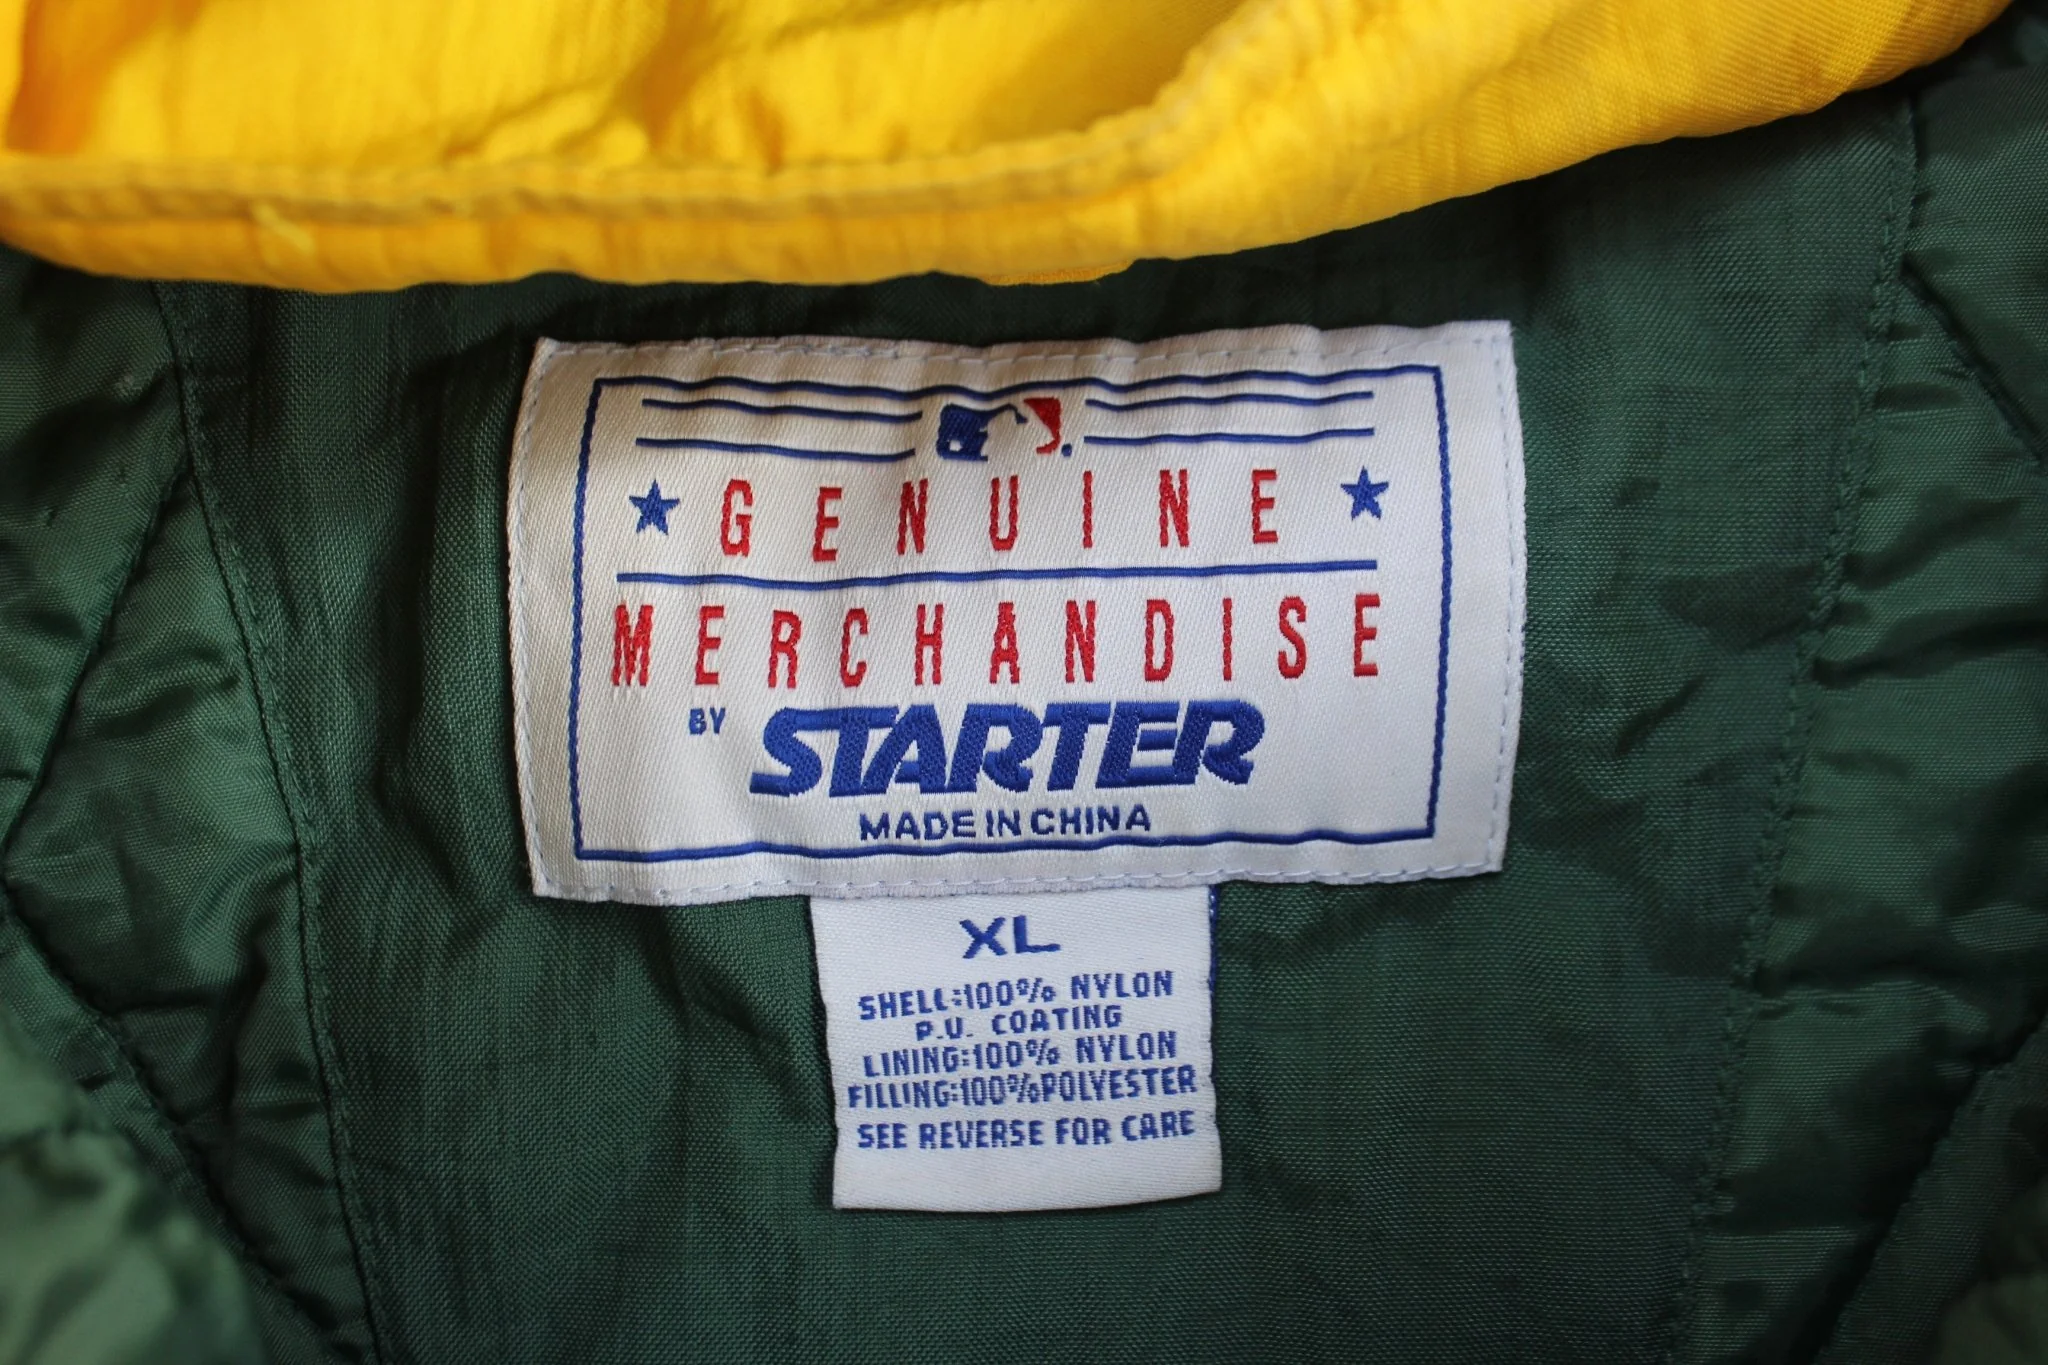 GENUINE
MERCHANDISE
BY STARTER
MADE IN CHINA
XL
SHELL:100% NYLON
P.U. COATING
LINING:100% NYLON
FILLING:100%POLYESTER
SEE REVERSE FOR CARE